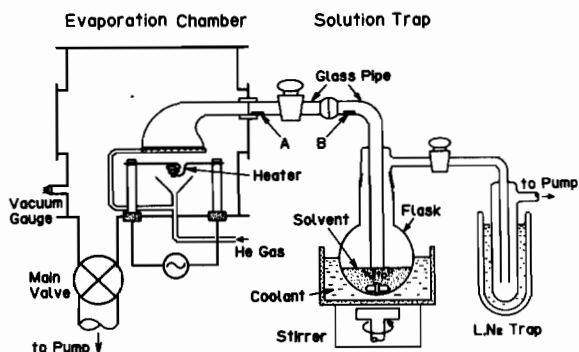 Evaporation Chamber
Solution Trap
Glass Pipe
A
B
to Pump
Heater
Vacuum
Gauge
Solvent
Flask
He Gas
Main
Valve
Coolant
Stirrer
L.N₂ Trap
to Pump